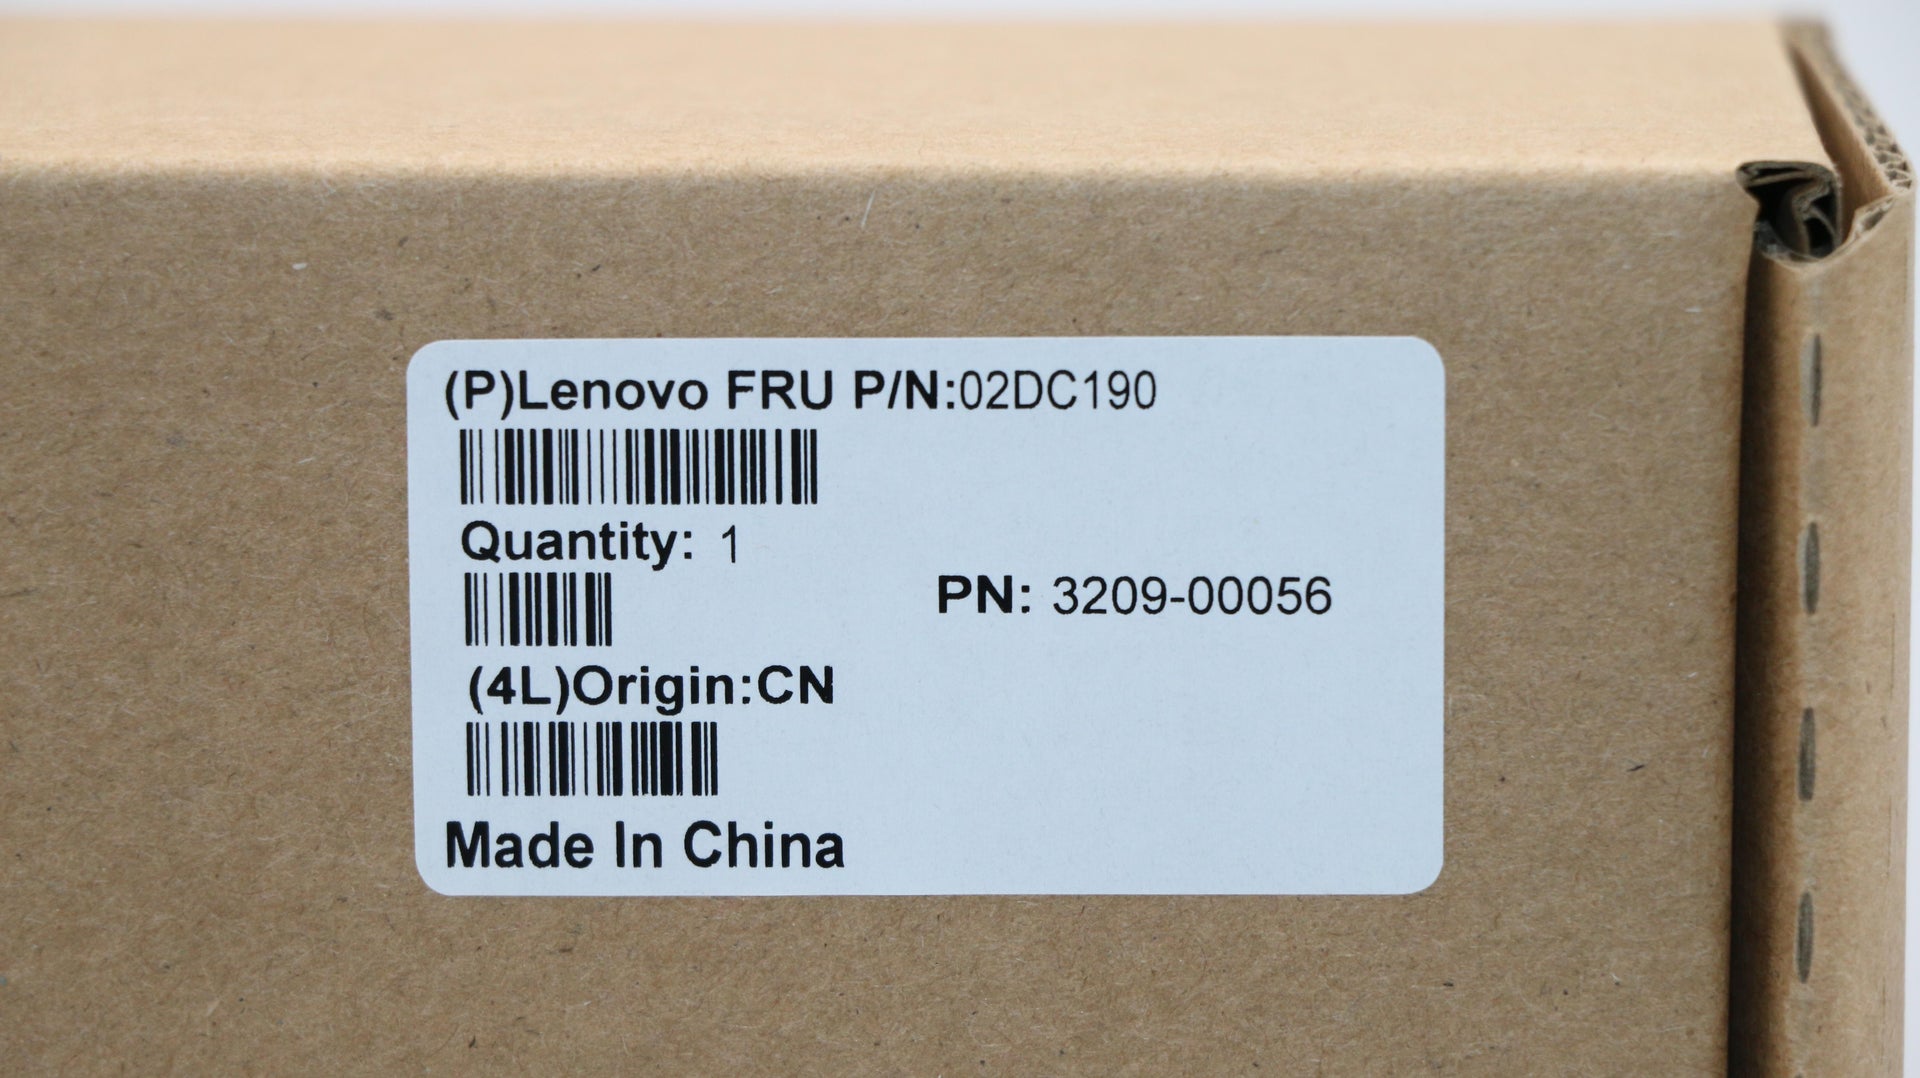 (P)Lenovo FRU P/N:02DC190
Quantity: 1
PN: 3209-00056
(4L)Origin:CN
Made In China